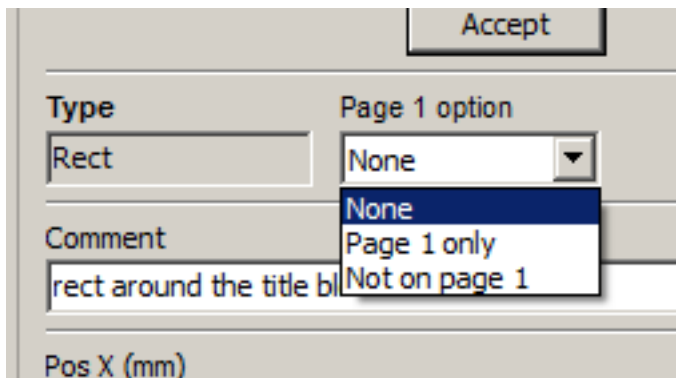 Accept
Type
Page 1 option
Rect
None
None
Page 1 only
Not on page 1
Comment
rect around the title
Pos X (mm)